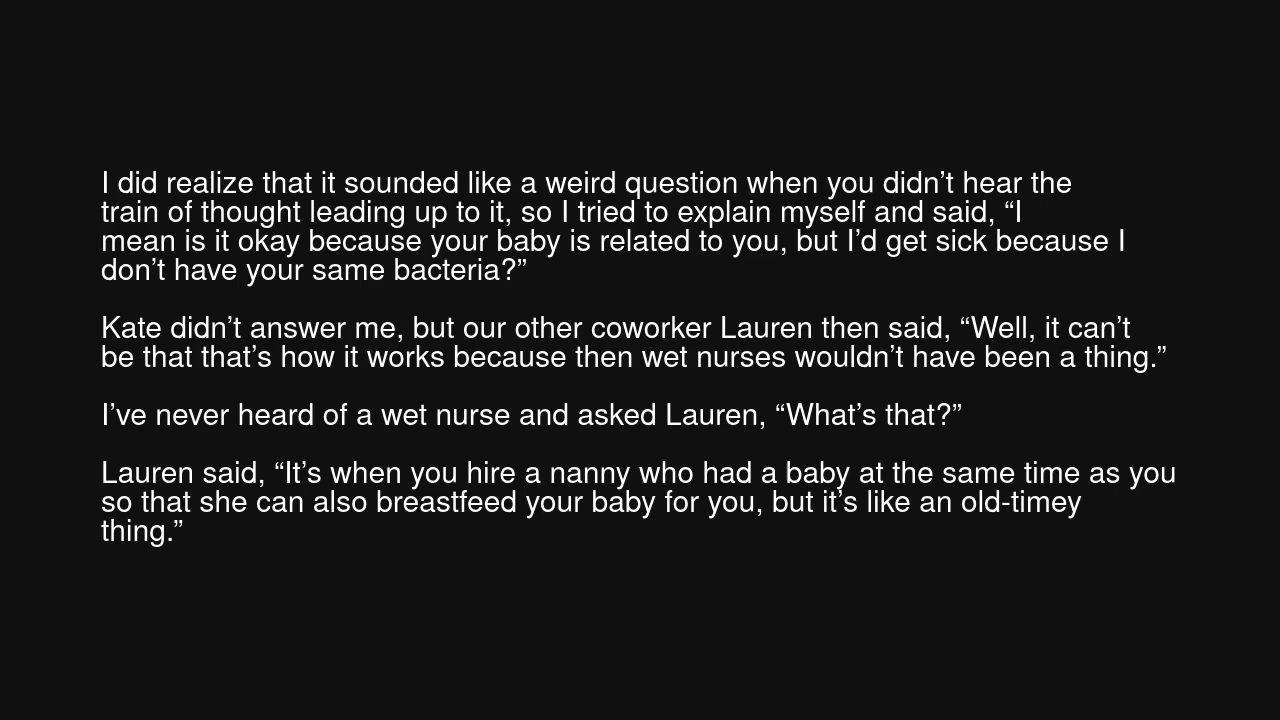 I did realize that it sounded like a weird question when you didn’t hear the
train of thought leading up to it, so I tried to explain myself and said, “I
mean is it okay because your baby is related to you, but I’d get sick because I
don’t have your same bacteria?”
Kate didn’t answer me, but our other coworker Lauren then said, “Well, it can’t
be that that’s how it works because then wet nurses wouldn’t have been a thing.”
I’ve never heard of a wet nurse and asked Lauren, “What’s that?”
Lauren said, “It’s when you hire a nanny who had a baby at the same time as you
so that she can also breastfeed your baby for you, but it’s like an old-timey
thing.”